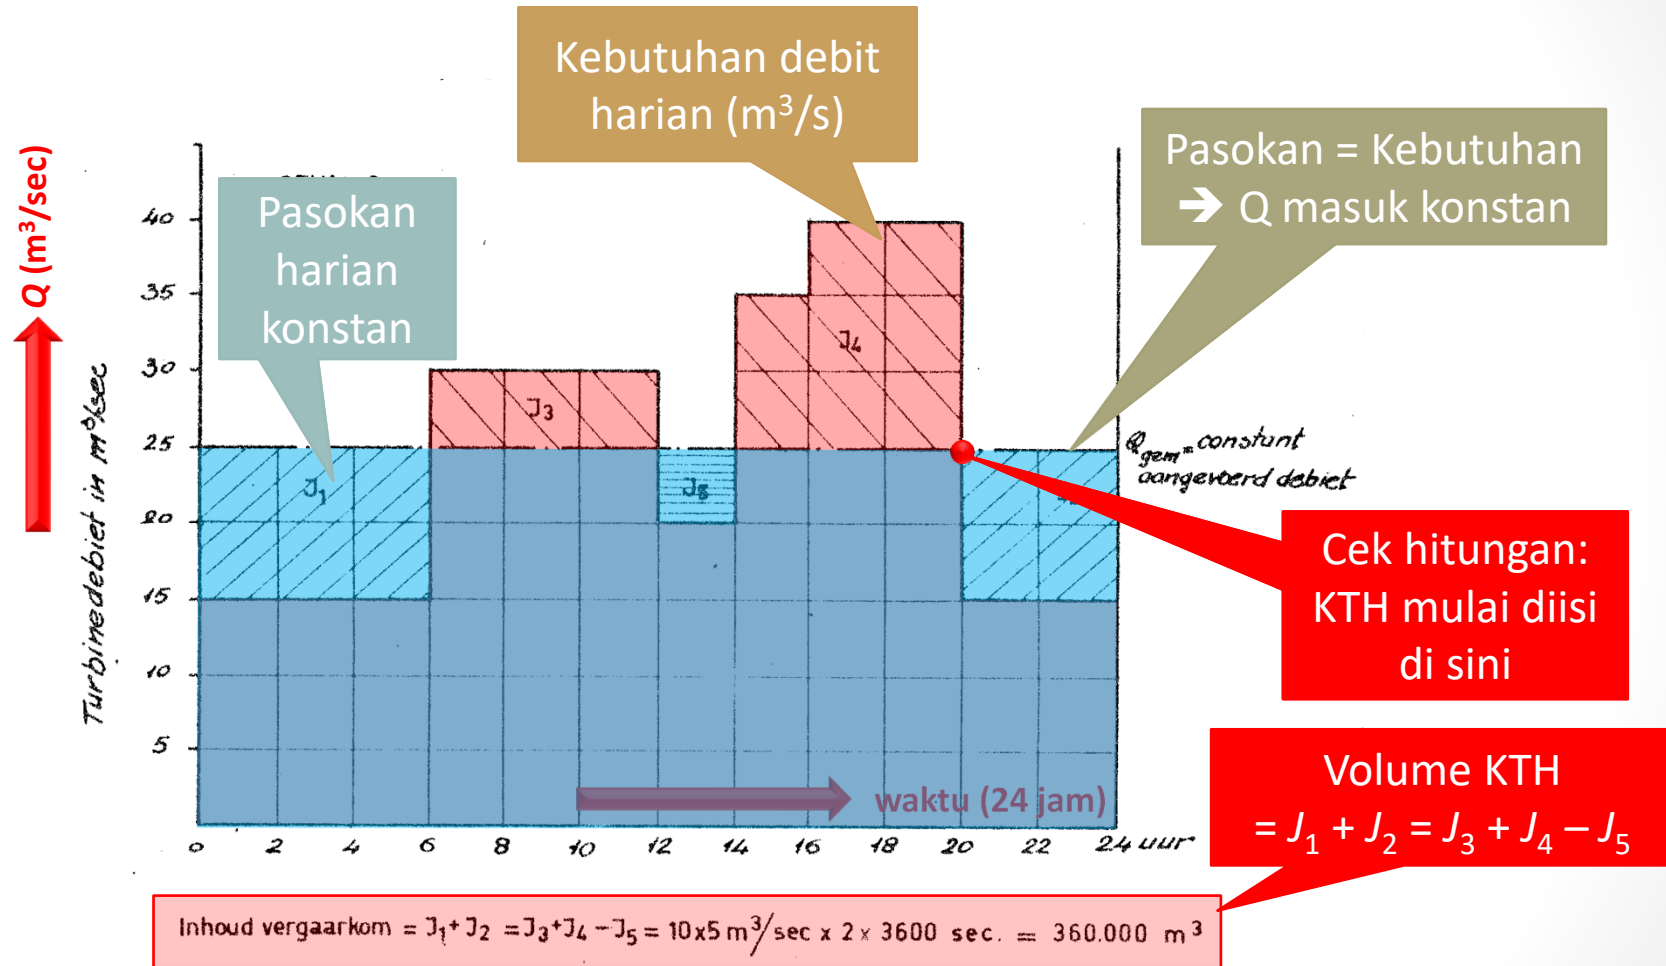 Kebutuhan debit
harian (m³/s)
Pasokan = Kebutuhan
➔ Q masuk konstan
Pasokan
harian
konstan
Q (m³/sec)
Turbinedebiet in m³/sec
40
35
30
25
20
15
10
5
J₁
J₃
J₅
J₄
Qgem = constant
aangevoerd debiet
Cek hitungan:
KTH mulai diisi
di sini
waktu (24 jam)
0 2 4 6 8 10 12 14 16 18 20 22 24 uur
Volume KTH
= J₁ + J₂ = J₃ + J₄ – J₅
Inhoud vergaarkom = J₁+J₂ = J₃+J₄-J₅ = 10x5 m³/sec x 2 x 3600 sec. = 360.000 m³